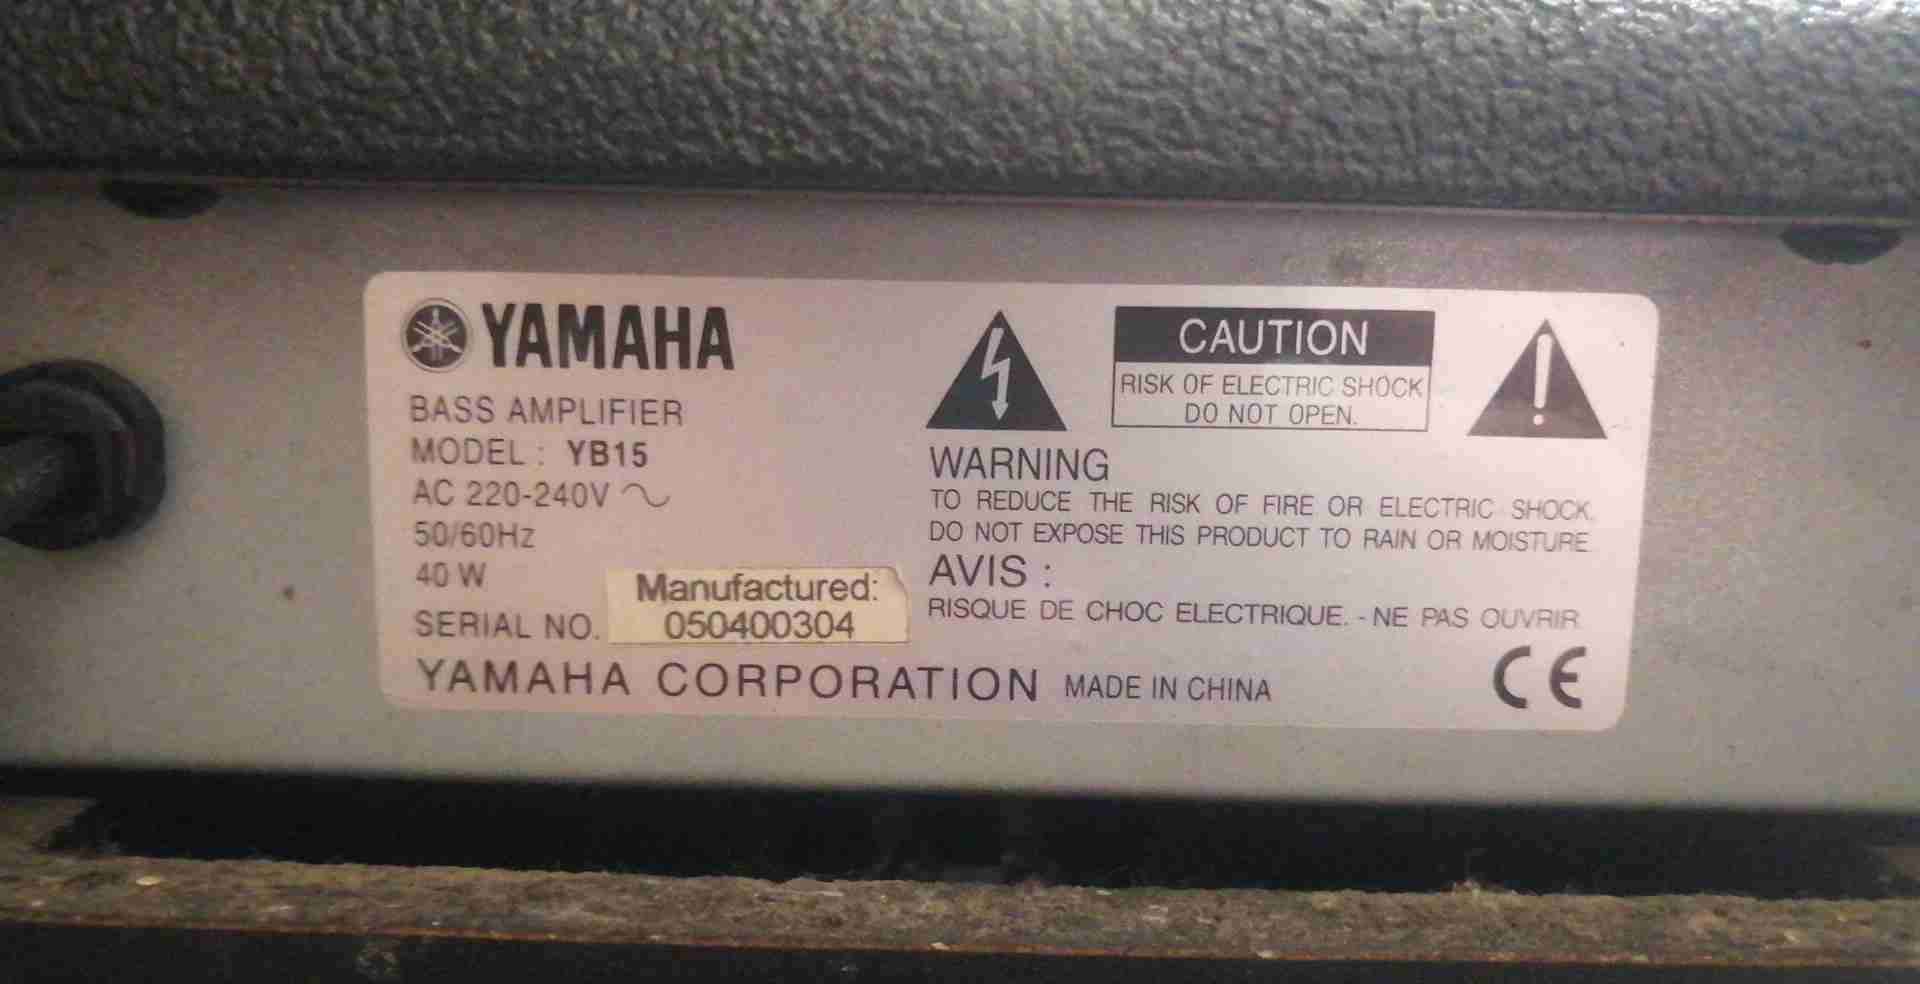 YAMAHA
BASS AMPLIFIER
MODEL : YB15
AC 220-240V ~
50/60Hz
40 W
SERIAL NO.
Manufactured:
050400304
CAUTION
RISK OF ELECTRIC SHOCK
DO NOT OPEN.
WARNING
TO REDUCE THE RISK OF FIRE OR ELECTRIC SHOCK.
DO NOT EXPOSE THIS PRODUCT TO RAIN OR MOISTURE.
AVIS :
RISQUE DE CHOC ELECTRIQUE. - NE PAS OUVRIR
YAMAHA CORPORATION MADE IN CHINA
CE